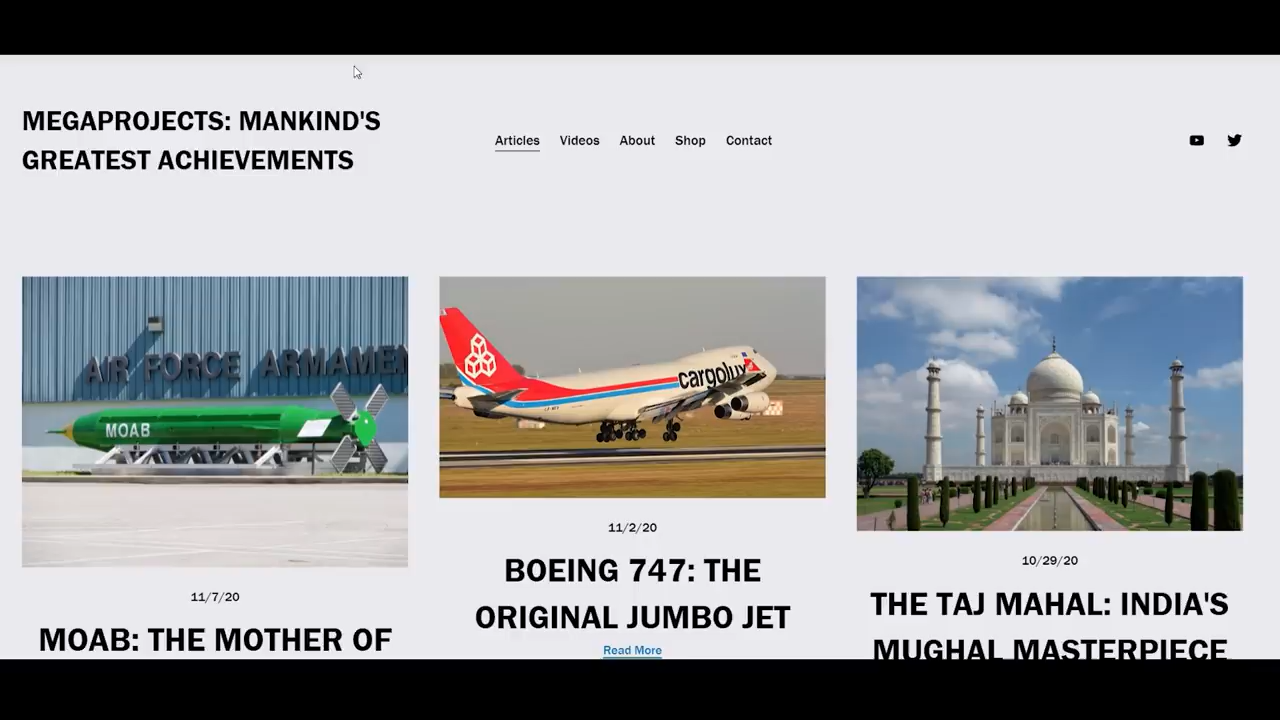 MEGAPROJECTS: MANKIND'S
GREATEST ACHIEVEMENTS
Articles Videos About Shop Contact
AIR FORCE ARMAMEN
MOAB
cargolux
11/7/20
MOAB: THE MOTHER OF
11/2/20
BOEING 747: THE
ORIGINAL JUMBO JET
Read More
10/29/20
THE TAJ MAHAL: INDIA'S
MUGHAL MASTERPIECE